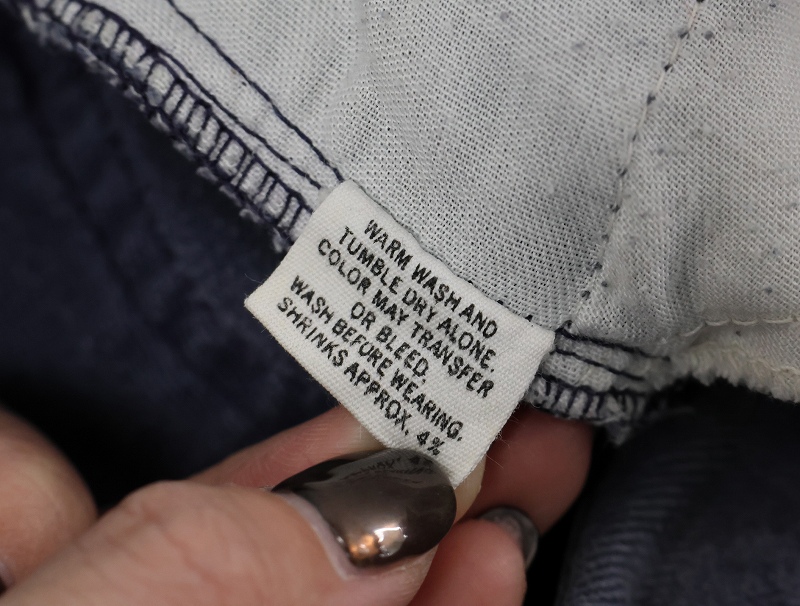 WARM WASH AND
TUMBLE DRY ALONE.
COLOR MAY TRANSFER
OR BLEED.
WASH BEFORE WEARING.
SHRINKS APPROX. 4%